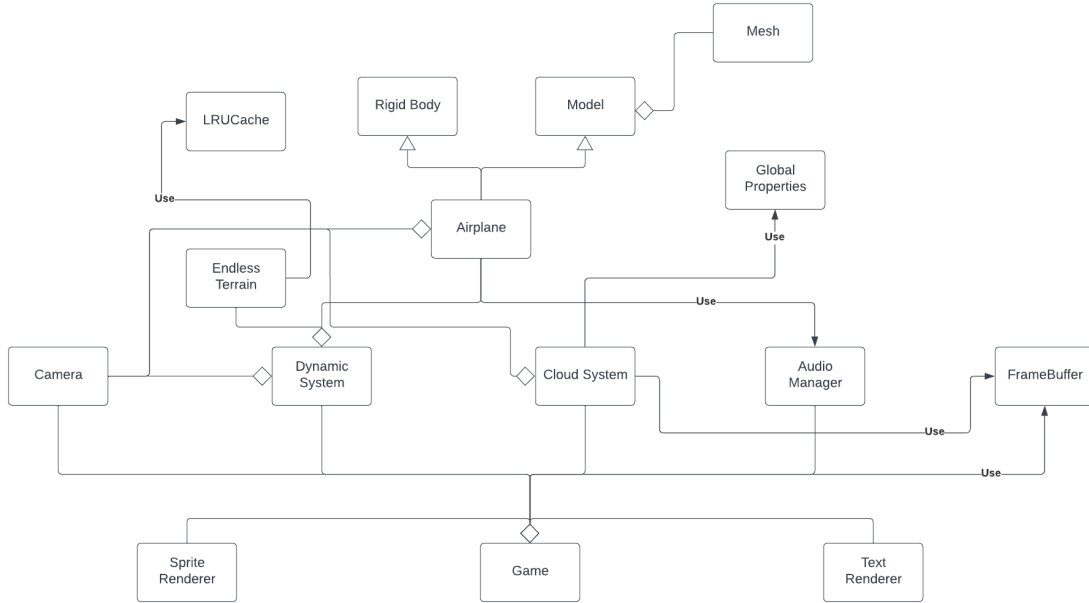 Mesh
Rigid Body
Model
LRUCache
Global
Properties
Use
Airplane
Use
Endless
Terrain
Use
Camera
Dynamic
System
Cloud System
Audio
Manager
FrameBuffer
Use
Use
Sprite
Renderer
Game
Text
Renderer